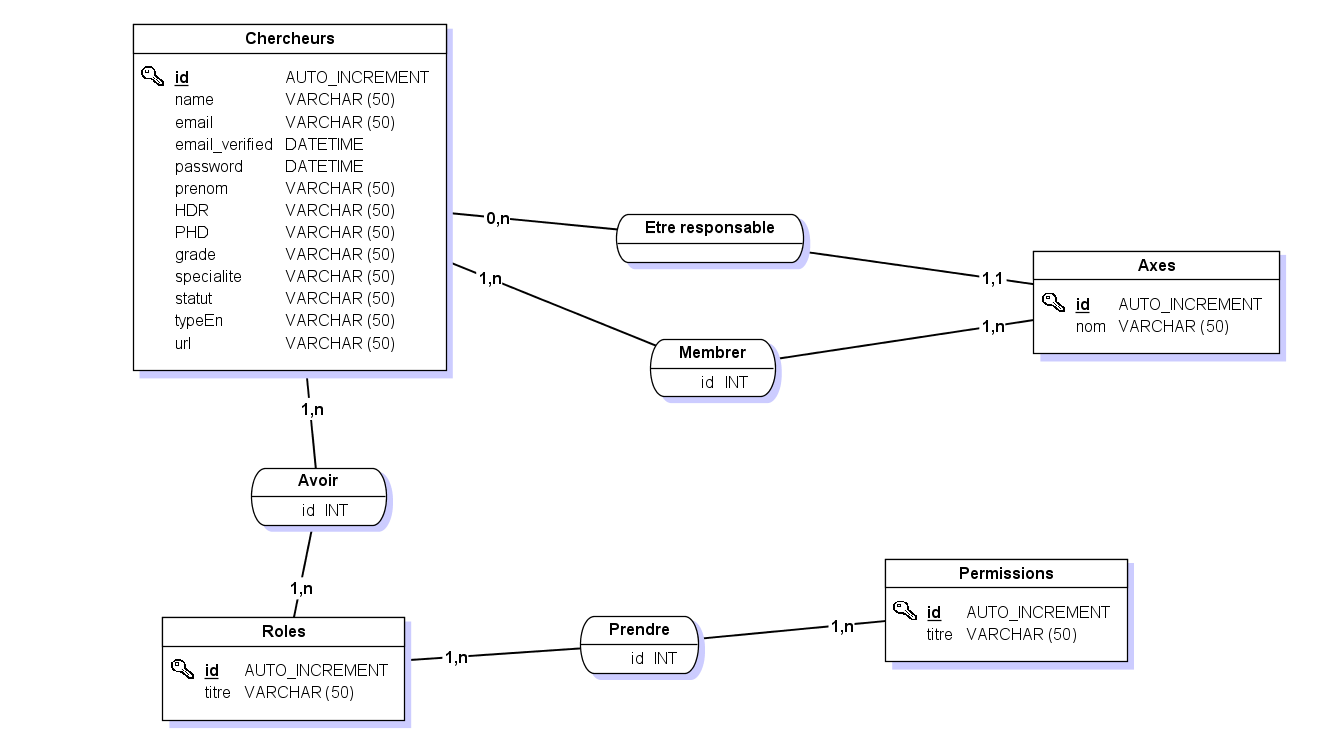 Chercheurs
id AUTO_INCREMENT
name VARCHAR (50)
email VARCHAR (50)
email_verified DATETIME
password DATETIME
prenom VARCHAR (50)
HDR VARCHAR (50)
PHD VARCHAR (50)
grade VARCHAR (50)
specialite VARCHAR (50)
statut VARCHAR (50)
typeEn VARCHAR (50)
url VARCHAR (50)
0,n
Etre responsable
1,1
Axes
id AUTO_INCREMENT
nom VARCHAR (50)
1,n
Membrer
id INT
1,n
1,n
Avoir
id INT
1,n
Roles
id AUTO_INCREMENT
titre VARCHAR (50)
1,n
Prendre
id INT
1,n
Permissions
id AUTO_INCREMENT
titre VARCHAR (50)